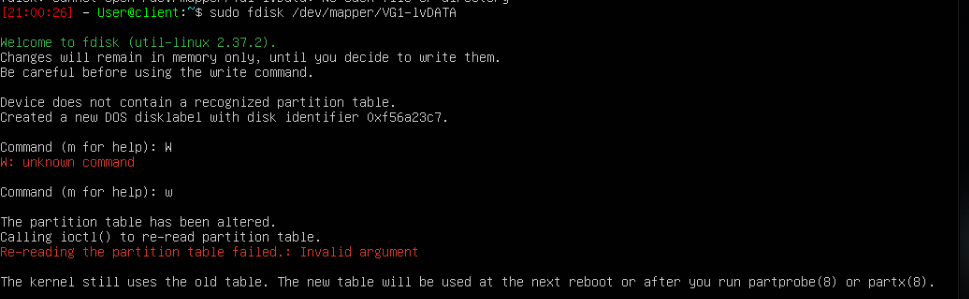 [21:00:26] - User@client:~$ sudo fdisk /dev/mapper/VG1-lvDATA
Welcome to fdisk (util-linux 2.37.2).
Changes will remain in memory only, until you decide to write them.
Be careful before using the write command.
Device does not contain a recognized partition table.
Created a new DOS disklabel with disk identifier 0xf56a23c7.
Command (m for help): W
W: unknown command
Command (m for help): w
The partition table has been altered.
Calling ioctl() to re-read partition table.
Re-reading the partition table failed.: Invalid argument
The kernel still uses the old table. The new table will be used at the next reboot or after you run partprobe(8) or partx(8).